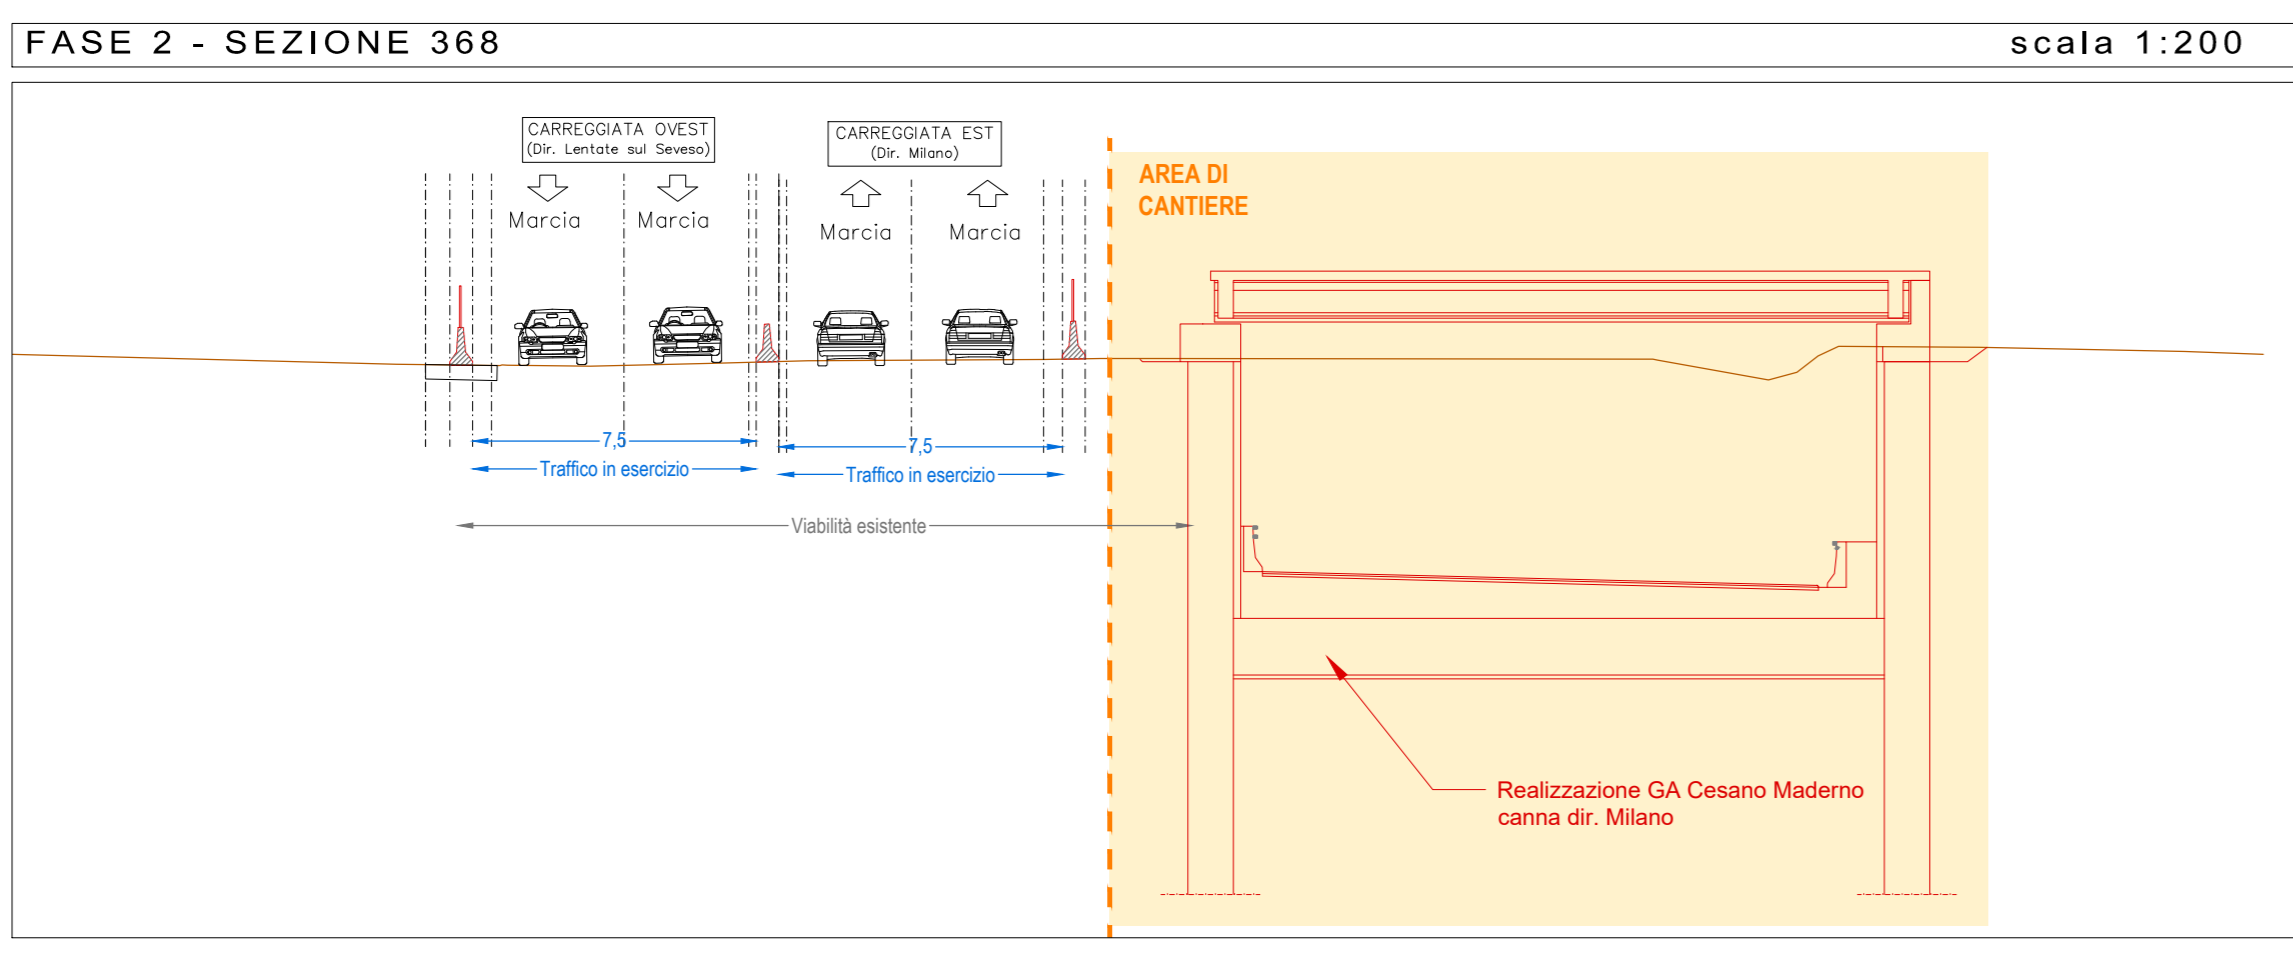 FASE 2 - SEZIONE 368
scala 1:200
CARREGGIATA OVEST
(Dir. Lentate sul Seveso)
CARREGGIATA EST
(Dir. Milano)
AREA DI
CANTIERE
Marcia
Marcia
Marcia
Marcia
7,5
7,5
Traffico in esercizio
Traffico in esercizio
Viabilità esistente
Realizzazione GA Cesano Maderno
canna dir. Milano